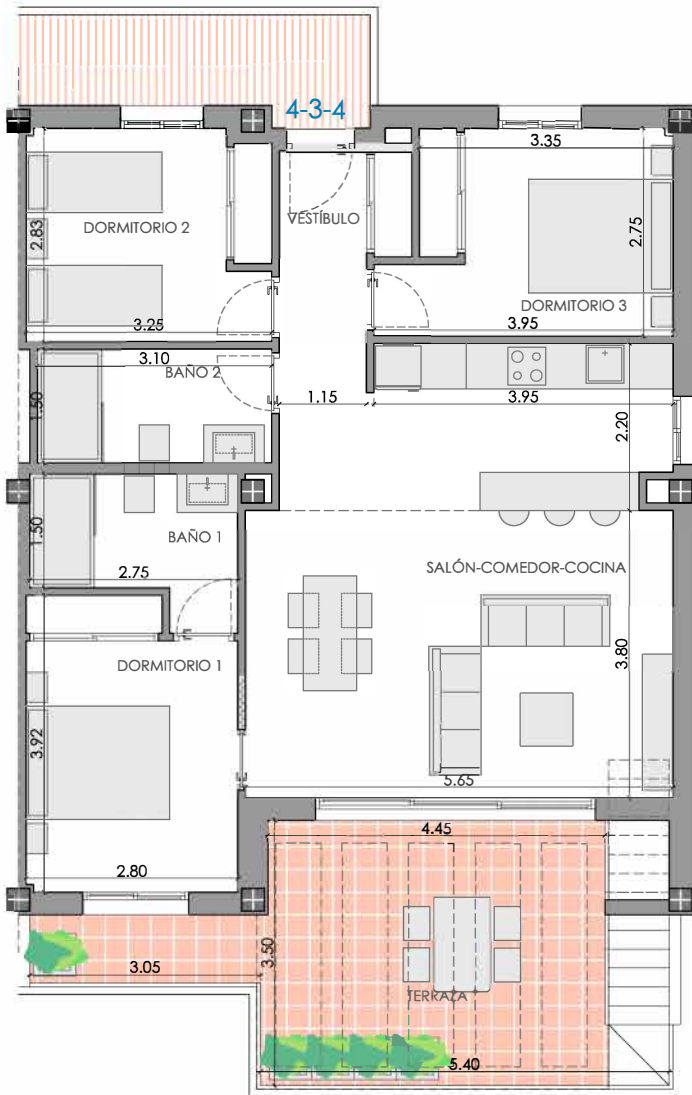 4-3-4
3.35
2.83
DORMITORIO 2
VESTÍBULO
2.75
DORMITORIO 3
3.25
3.95
3.10
BAÑO 2
1.50
1.15
3.95
2.20
1.50
BAÑO 1
2.75
SALÓN-COMEDOR-COCINA
3.80
DORMITORIO 1
3.92
5.65
4.45
2.80
3.50
3.05
TERRAZA
5.40